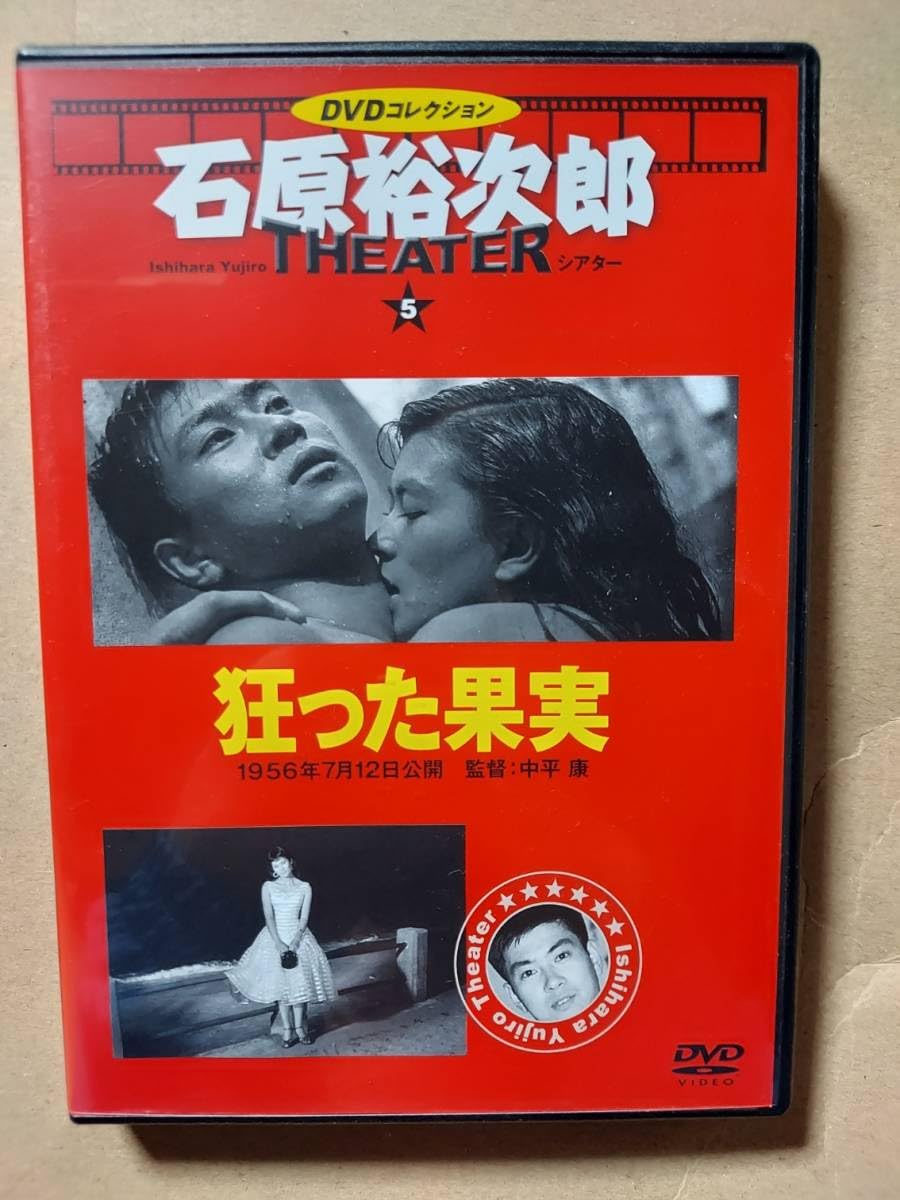 DVDコレクション
石原裕次郎
Ishihara Yujiro THEATER シアター
5
狂った果実
1956年7月12日公開 監督:中平 康
Ishihara Yujiro Theater
DVD
VIDEO